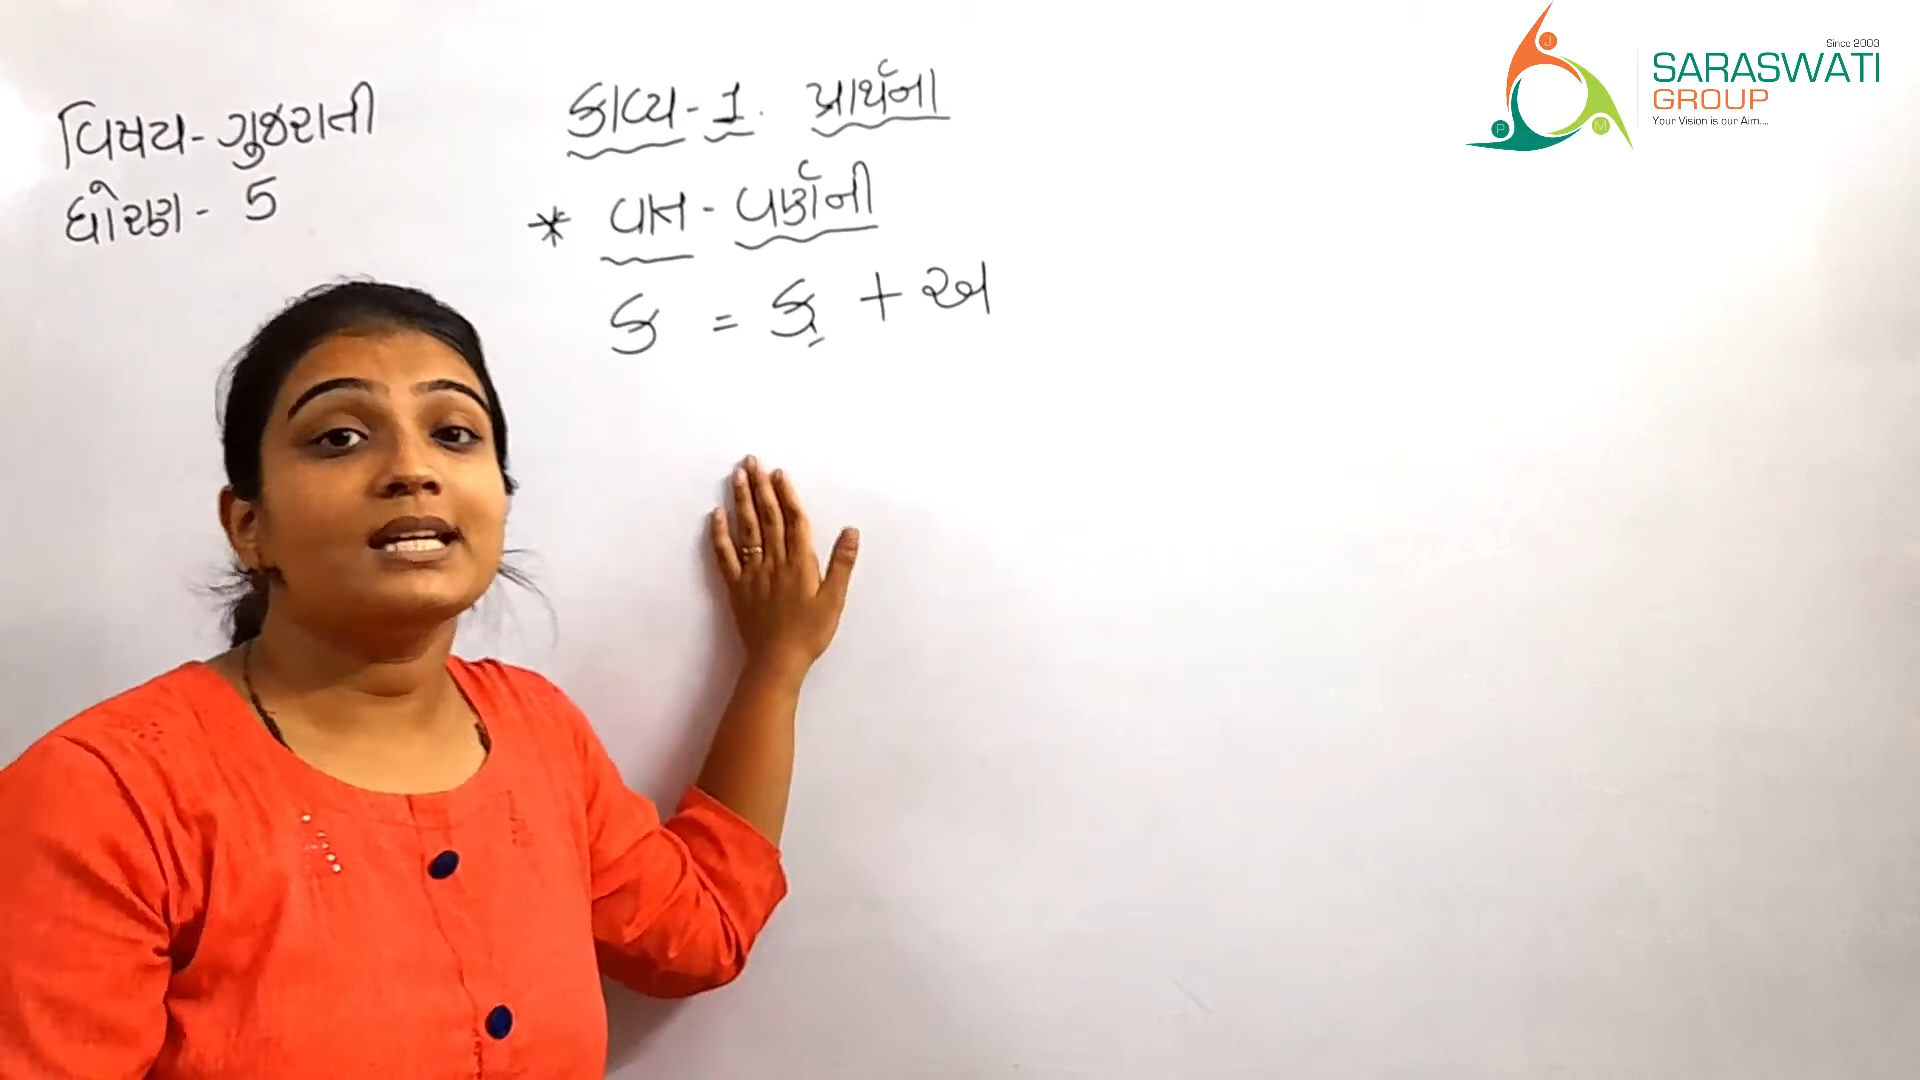 વિષય - ગુજરાતી
ધોરણ - 5
કાવ્ય - 1. પ્રાર્થના
* વાત - વર્ણની
ક = ક્ + અ
Since 2003
SARASWATI
GROUP
Your Vision is our Aim....
J
P
M